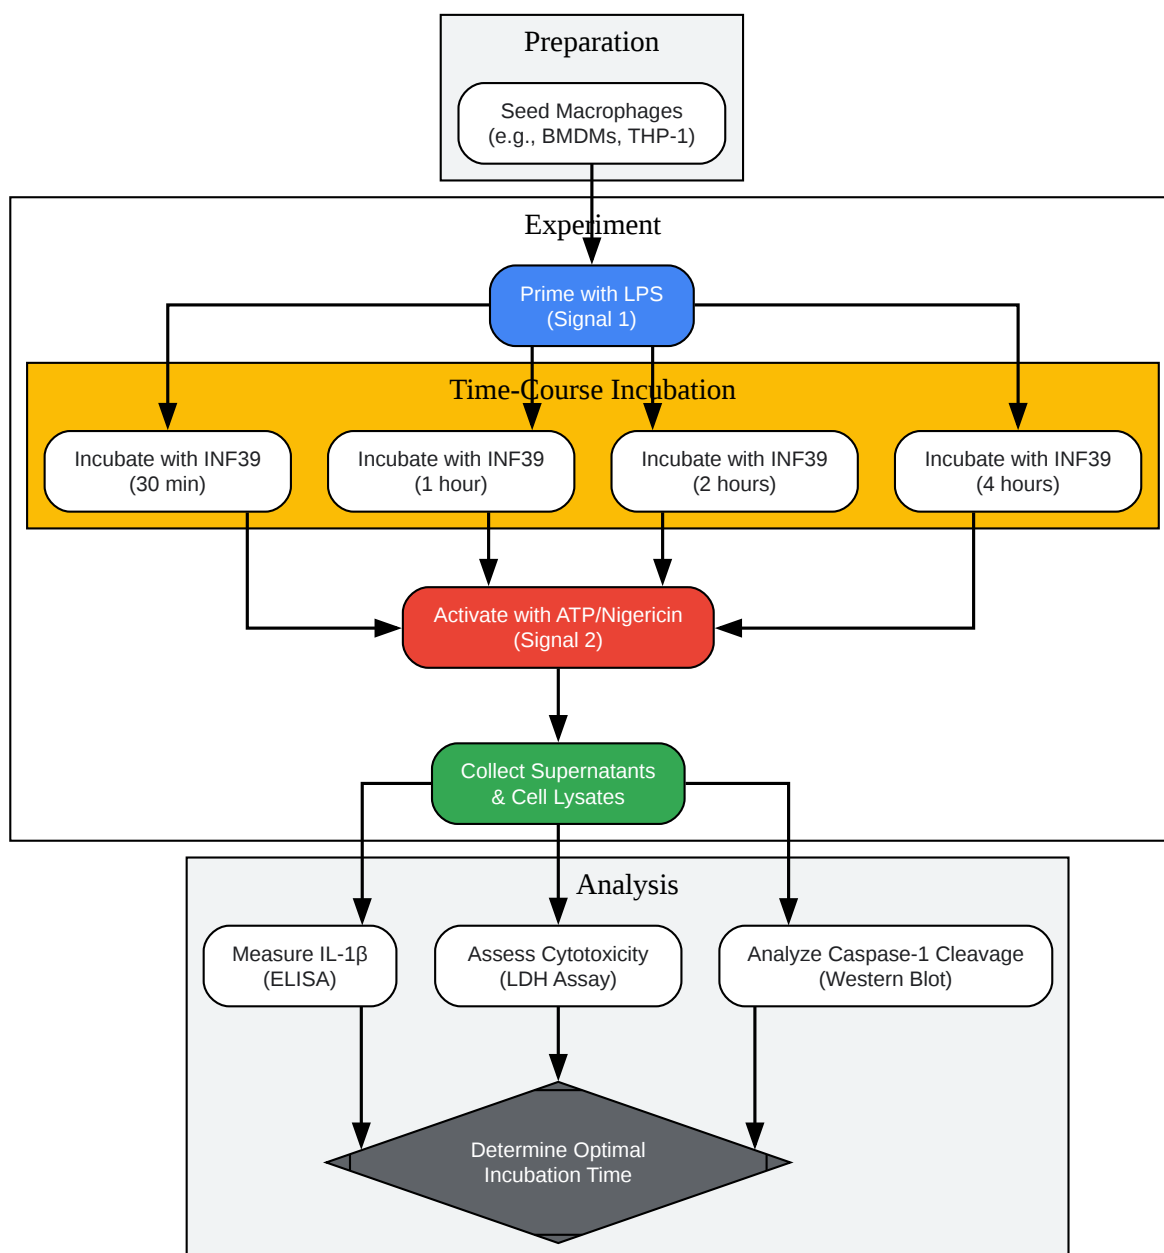 Preparation
Seed Macrophages
(e.g., BMDMs, THP-1)
Experiment
Prime with LPS
(Signal 1)
Time-Course Incubation
Incubate with INF39
(30 min)
Incubate with INF39
(1 hour)
Incubate with INF39
(2 hours)
Incubate with INF39
(4 hours)
Activate with ATP/Nigericin
(Signal 2)
Collect Supernatants
& Cell Lysates
Analysis
Measure IL-1β
(ELISA)
Assess Cytotoxicity
(LDH Assay)
Analyze Caspase-1 Cleavage
(Western Blot)
Determine Optimal
Incubation Time